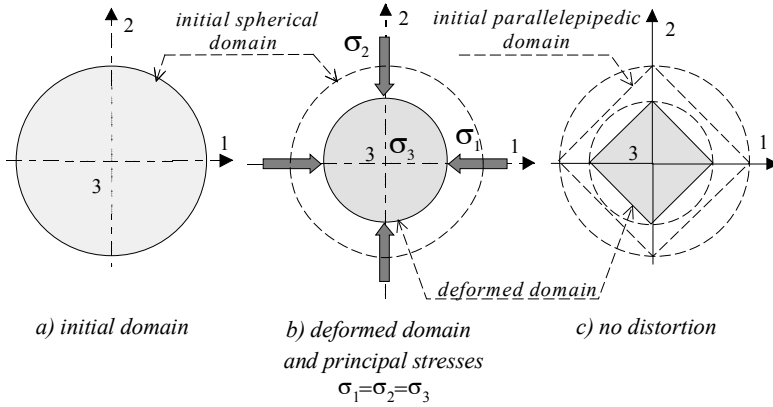 2
initial spherical
domain
1
3
a) initial domain
2
σ₂
3
σ₃
σ₁
1
b) deformed domain
and principal stresses
σ₁=σ₂=σ₃
initial parallelepipedic
domain
2
3
1
deformed domain
c) no distortion